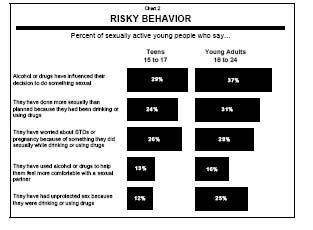 Chart 2
RISKY BEHAVIOR
Percent of sexually active young people who say...
Teens Young Adults
15 to 17 18 to 24
Alcohol or drugs have influenced their
decision to do something sexual
29% 37%
They have done more sexually than
planned because they had been drinking or
using drugs
24% 31%
They have worried about STDs or
pregnancy because of something they did
sexually while drinking or using drugs
26% 28%
They have used alcohol or drugs to help
them feel more comfortable with a sexual
partner
13% 16%
They have had unprotected sex because
they were drinking or using drugs
12% 25%